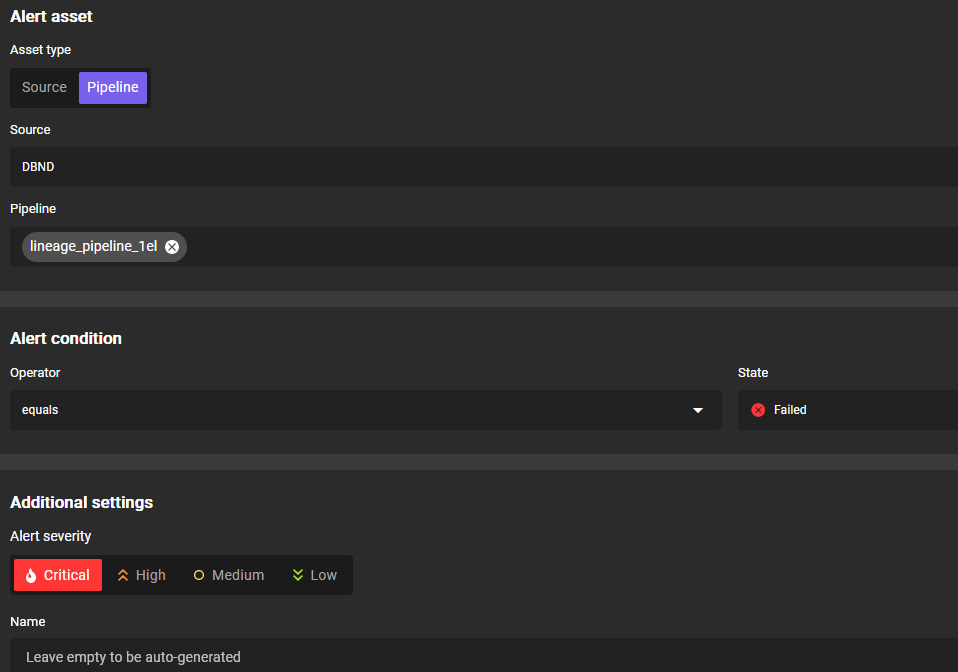 Alert asset
Asset type
Source Pipeline
Source
DBND
Pipeline
lineage_pipeline_1el
Alert condition
Operator State
equals Failed
Additional settings
Alert severity
Critical High Medium Low
Name
Leave empty to be auto-generated